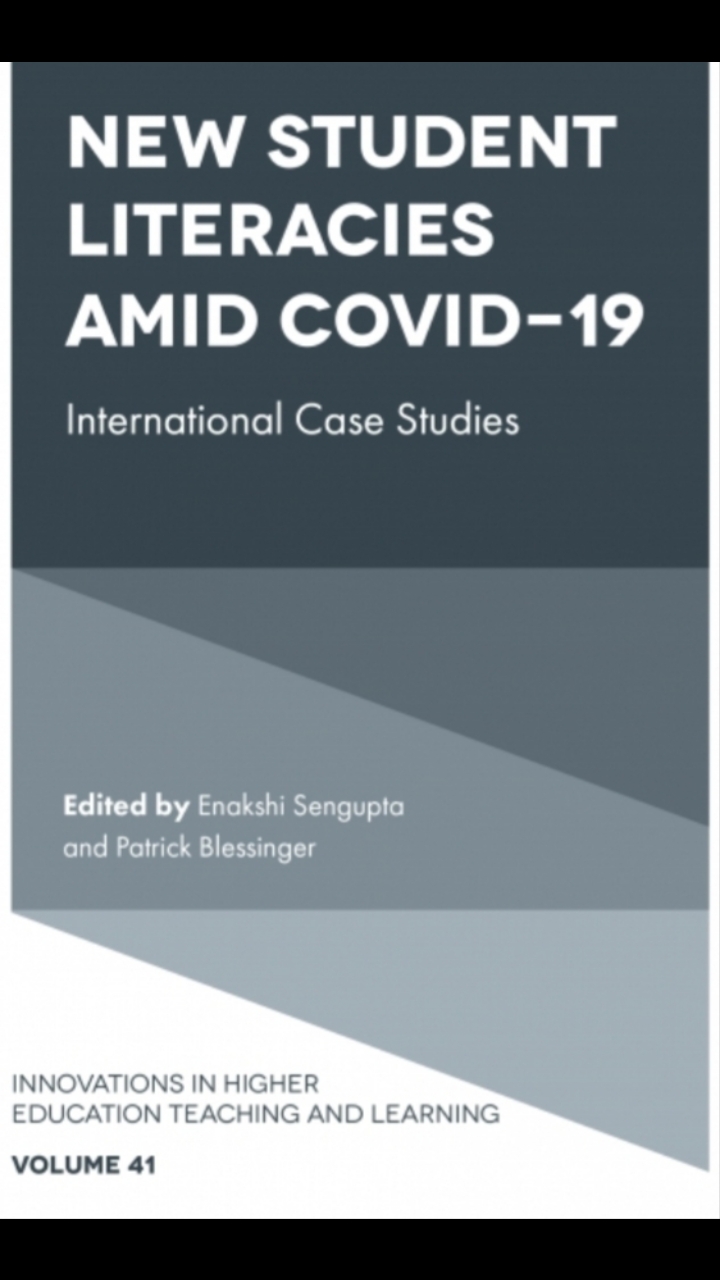 NEW STUDENT
LITERACIES
AMID COVID-19
International Case Studies
Edited by Enakshi Sengupta
and Patrick Blessinger
INNOVATIONS IN HIGHER
EDUCATION TEACHING AND LEARNING
VOLUME 41